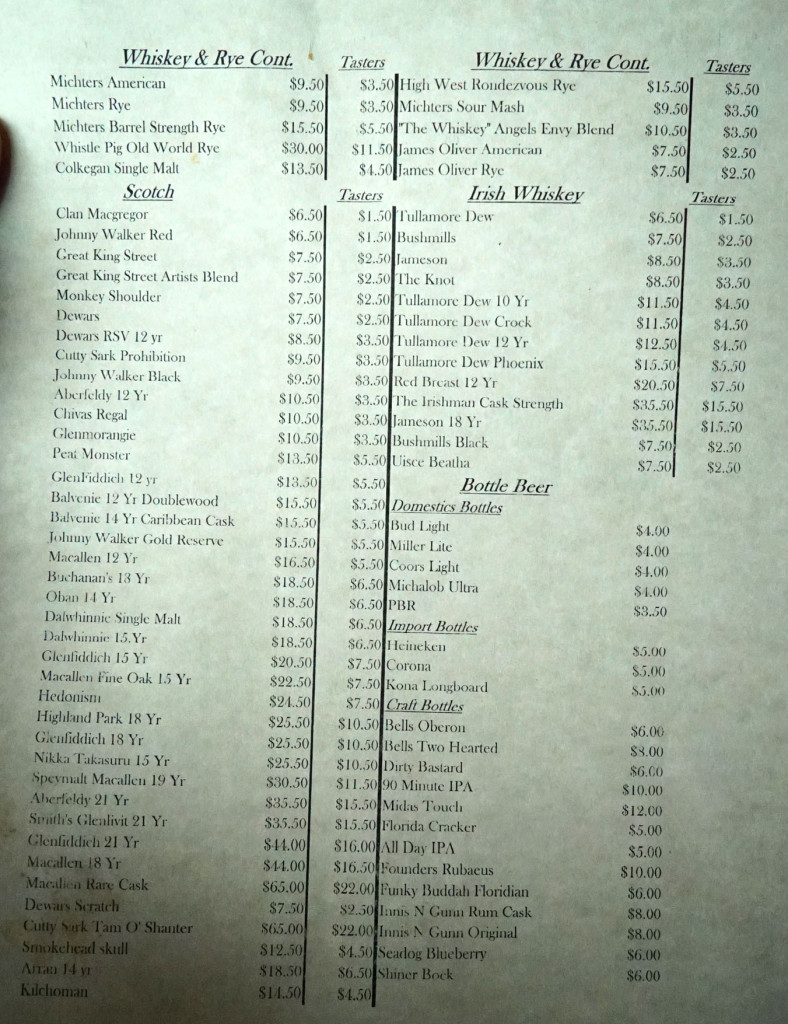 Whiskey & Rye Cont. Tasters
Michters American $9.50 $3.50
Michters Rye $9.50 $3.50
Michters Barrel Strength Rye $15.50 $5.50
Whistle Pig Old World Rye $30.00 $11.50
Colkegan Single Malt $13.50 $4.50
Scotch Tasters
Clan Macgregor $6.50 $1.50
Johnny Walker Red $6.50 $1.50
Great King Street $7.50 $2.50
Great King Street Artists Blend $7.50 $2.50
Monkey Shoulder $7.50 $2.50
Dewars $7.50 $2.50
Dewars RSV 12 yr $8.50 $3.50
Cutty Sark Prohibition $9.50 $3.50
Johnny Walker Black $9.50 $3.50
Aberfeldy 12 Yr $10.50 $3.50
Chivas Regal $10.50 $3.50
Glenmorangie $10.50 $3.50
Peat Monster $13.50 $5.50
GlenFiddich 12 yr $13.50 $5.50
Balvenie 12 Yr Doublewood $15.50 $5.50
Balvenie 14 Yr Caribbean Cask $15.50 $5.50
Johnny Walker Gold Reserve $15.50 $5.50
Macallen 12 Yr $16.50 $5.50
Buchanan's 18 Yr $18.50 $6.50
Oban 14 Yr $18.50 $6.50
Dalwhinnie Single Malt $18.50 $6.50
Dalwhinnie 15.Yr $18.50 $6.50
Glenfiddich 15 Yr $20.50 $7.50
Macallen Fine Oak 15 Yr $22.50 $7.50
Hedonism $24.50 $7.50
Highland Park 18 Yr $25.50 $10.50
Glenfiddich 18 Yr $25.50 $10.50
Nikka Takasuru 15 Yr $25.50 $10.50
Speymalt Macallen 19 Yr $30.50 $11.50
Aberfeldy 21 Yr $35.50 $15.50
Smith's Glenlivit 21 Yr $35.50 $15.50
Glenfiddich 21 Yr $44.00 $16.00
Macallen 18 Yr $44.00 $16.50
Macallen Rare Cask $65.00 $22.00
Dewars Scratch $7.50 $2.50
Cutty Sark Tam O' Shanter $65.00 $22.00
Smokehead skull $12.50 $4.50
Arran 14 yr $18.50 $6.50
Kilchoman $14.50 $4.50
Whiskey & Rye Cont. Tasters
High West Rondezvous Rye $15.50 $5.50
Michters Sour Mash $9.50 $3.50
"The Whiskey" Angels Envy Blend $10.50 $3.50
James Oliver American $7.50 $2.50
James Oliver Rye $7.50 $2.50
Irish Whiskey Tasters
Tullamore Dew $6.50 $1.50
Bushmills $7.50 $2.50
Jameson $8.50 $3.50
The Knot $8.50 $3.50
Tullamore Dew 10 Yr $11.50 $4.50
Tullamore Dew Crock $11.50 $4.50
Tullamore Dew 12 Yr $12.50 $4.50
Tullamore Dew Phoenix $15.50 $5.50
Red Breast 12 Yr $20.50 $7.50
The Irishman Cask Strength $35.50 $15.50
Jameson 18 Yr $35.50 $15.50
Bushmills Black $7.50 $2.50
Uisce Beatha $7.50 $2.50
Bottle Beer
Domestics Bottles
Bud Light $4.00
Miller Lite $4.00
Coors Light $4.00
Michalob Ultra $4.00
PBR $3.50
Import Bottles
Heineken $5.00
Corona $5.00
Kona Longboard $5.00
Craft Bottles
Bells Oberon $6.00
Bells Two Hearted $8.00
Dirty Bastard $6.00
90 Minute IPA $10.00
Midas Touch $12.00
Florida Cracker $5.00
All Day IPA $5.00
Founders Rubaeus $10.00
Funky Buddah Floridian $6.00
Innis N Gunn Rum Cask $8.00
Innis N Gunn Original $8.00
Seadog Blueberry $6.00
Shiner Bock $6.00